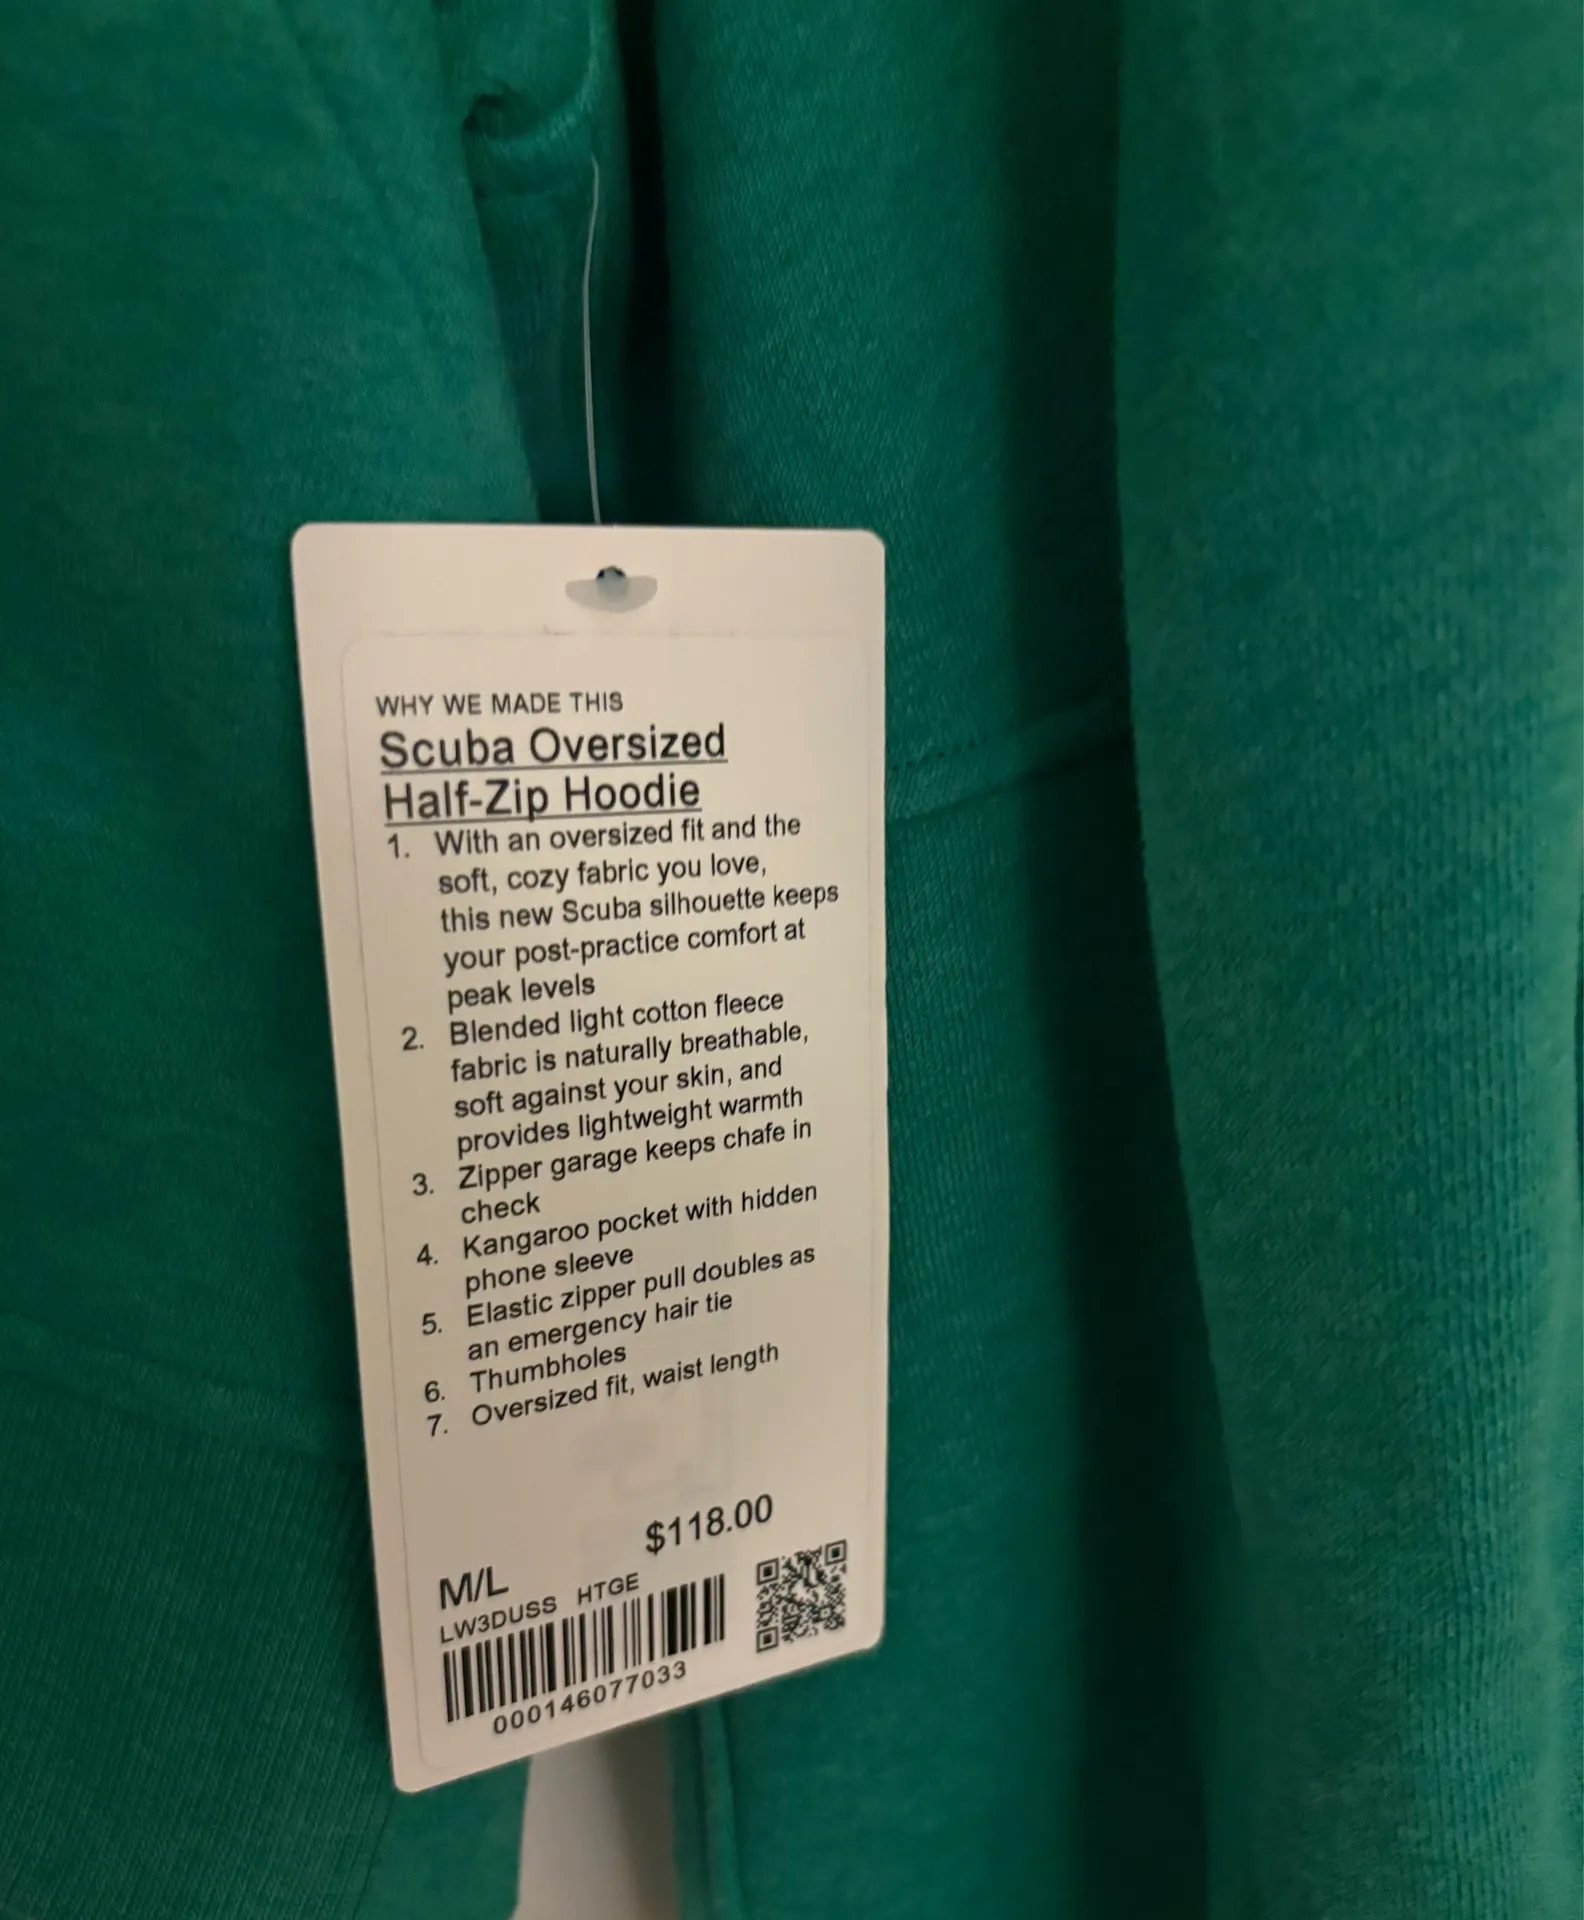 WHY WE MADE THIS
Scuba Oversized
Half-Zip Hoodie
1. With an oversized fit and the
soft, cozy fabric you love,
this new Scuba silhouette keeps
your post-practice comfort at
peak levels
2. Blended light cotton fleece
fabric is naturally breathable,
soft against your skin, and
provides lightweight warmth
3. Zipper garage keeps chafe in
check
4. Kangaroo pocket with hidden
phone sleeve
5. Elastic zipper pull doubles as
an emergency hair tie
6. Thumbholes
7. Oversized fit, waist length
$118.00
M/L
LW3DUSS HTGE
000146077033